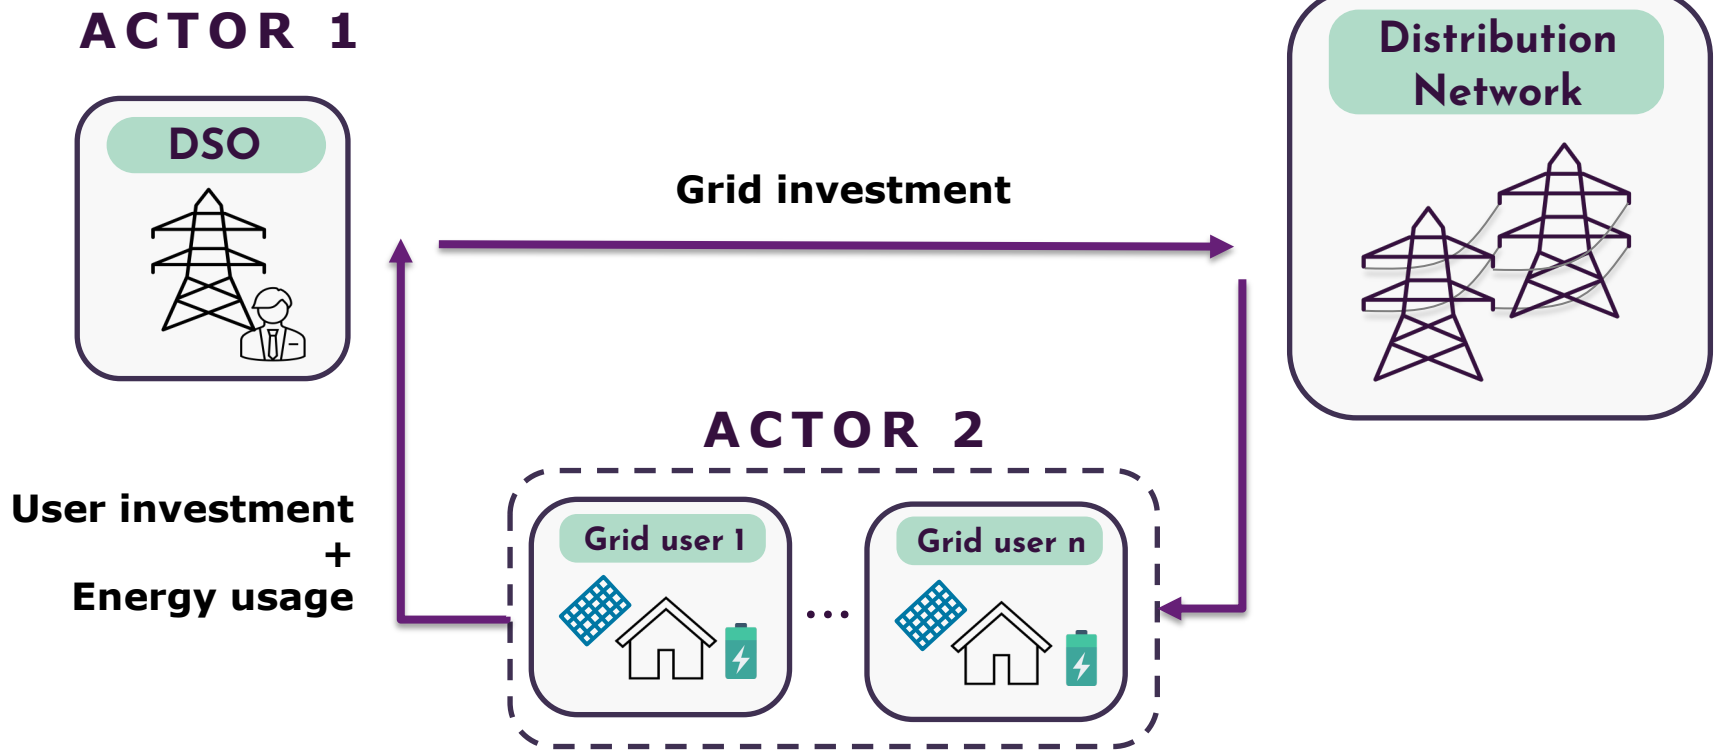 ACTOR 1
DSO
Grid investment
Distribution
Network
User investment
+
Energy usage
ACTOR 2
Grid user 1
...
Grid user n